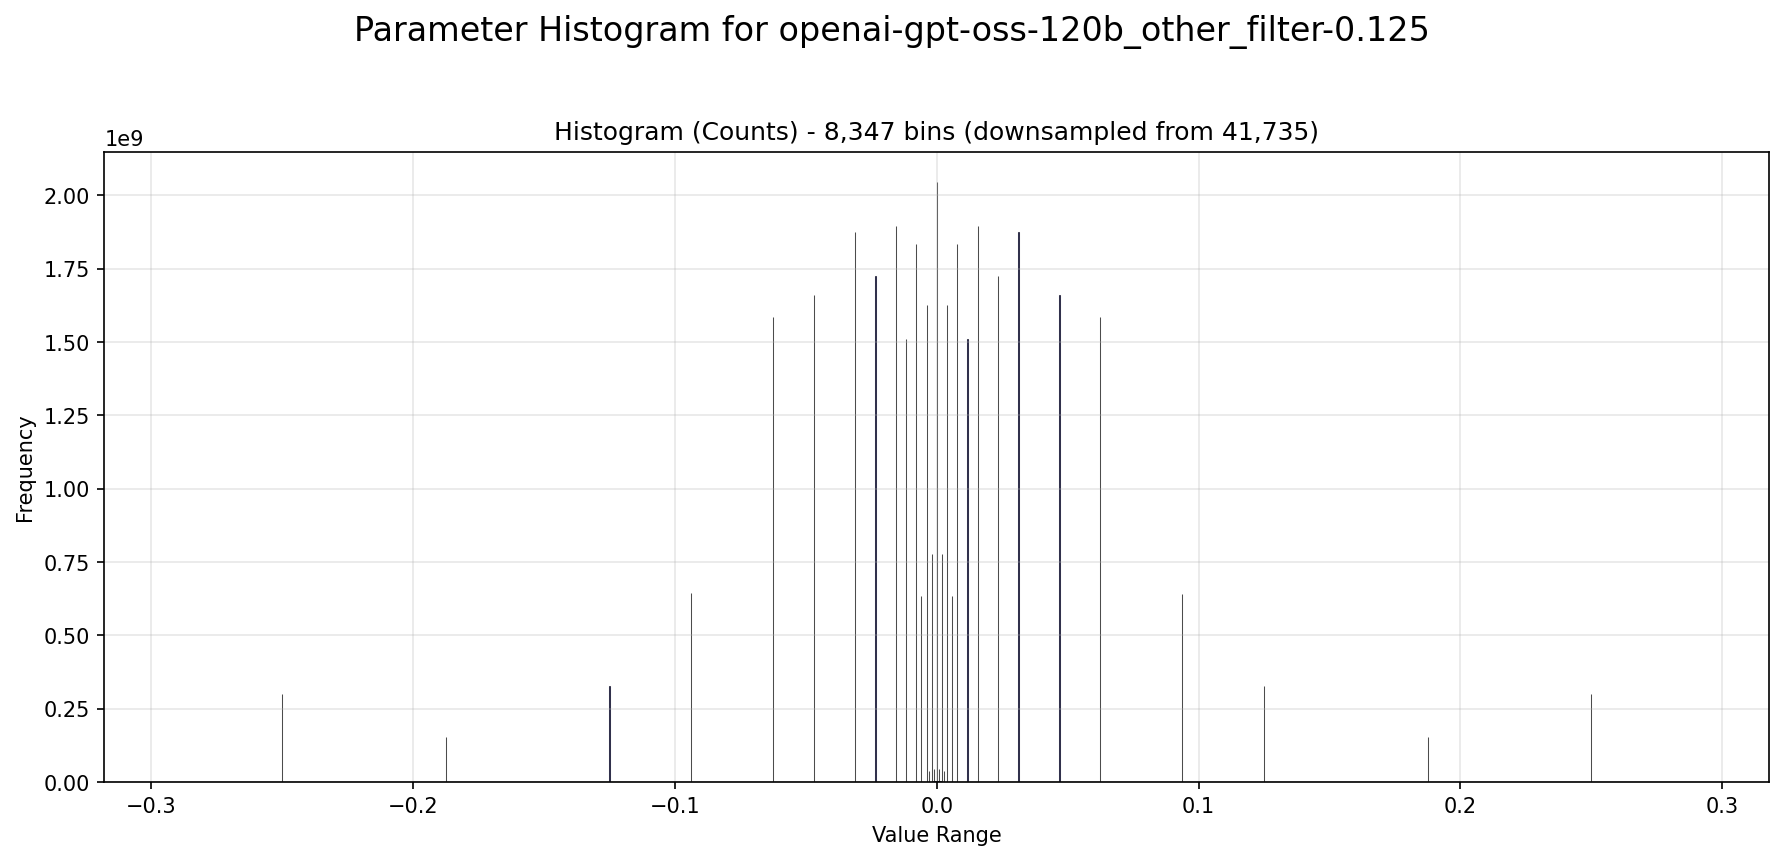 Parameter Histogram for openai-gpt-oss-120b_other_filter-0.125
Histogram (Counts) - 8,347 bins (downsampled from 41,735)
1e9
2.00
1.75
1.50
1.25
1.00
0.75
0.50
0.25
0.00
Frequency
−0.3 −0.2 −0.1 0.0 0.1 0.2 0.3
Value Range